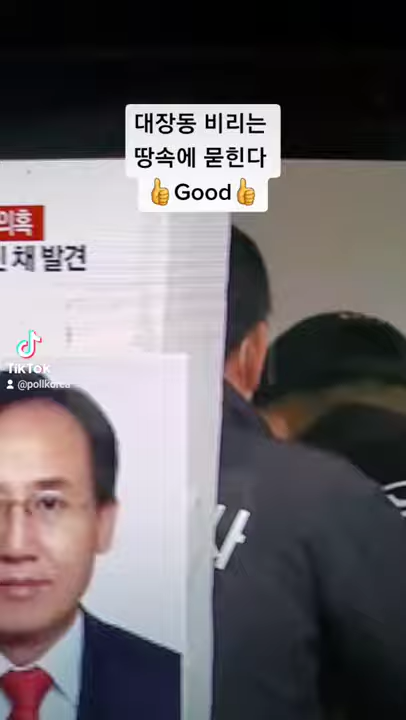 대장동 비리는
땅속에 묻힌다
👍Good👍
의혹
채 발견
TikTok
@pollkorea
사